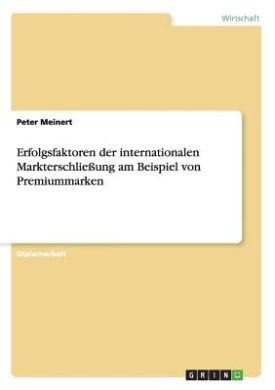 Wirtschaft
Peter Meinert
Erfolgsfaktoren der internationalen
Markterschließung am Beispiel von
Premiummarken
Diplomarbeit
GRIN